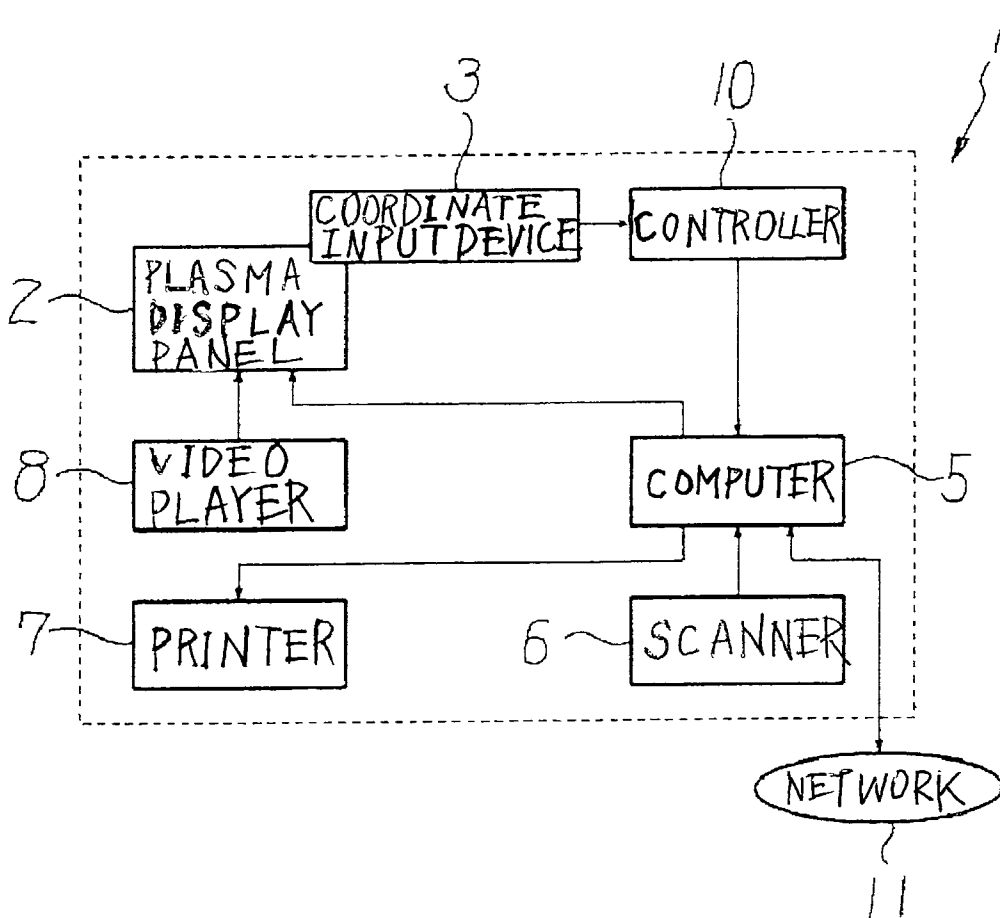 1
3
10
COORDINATE
INPUT DEVICE
CONTROLLER
2
PLASMA
DISPLAY
PANEL
8
VIDEO
PLAYER
COMPUTER
5
7
PRINTER
6
SCANNER
NETWORK
11